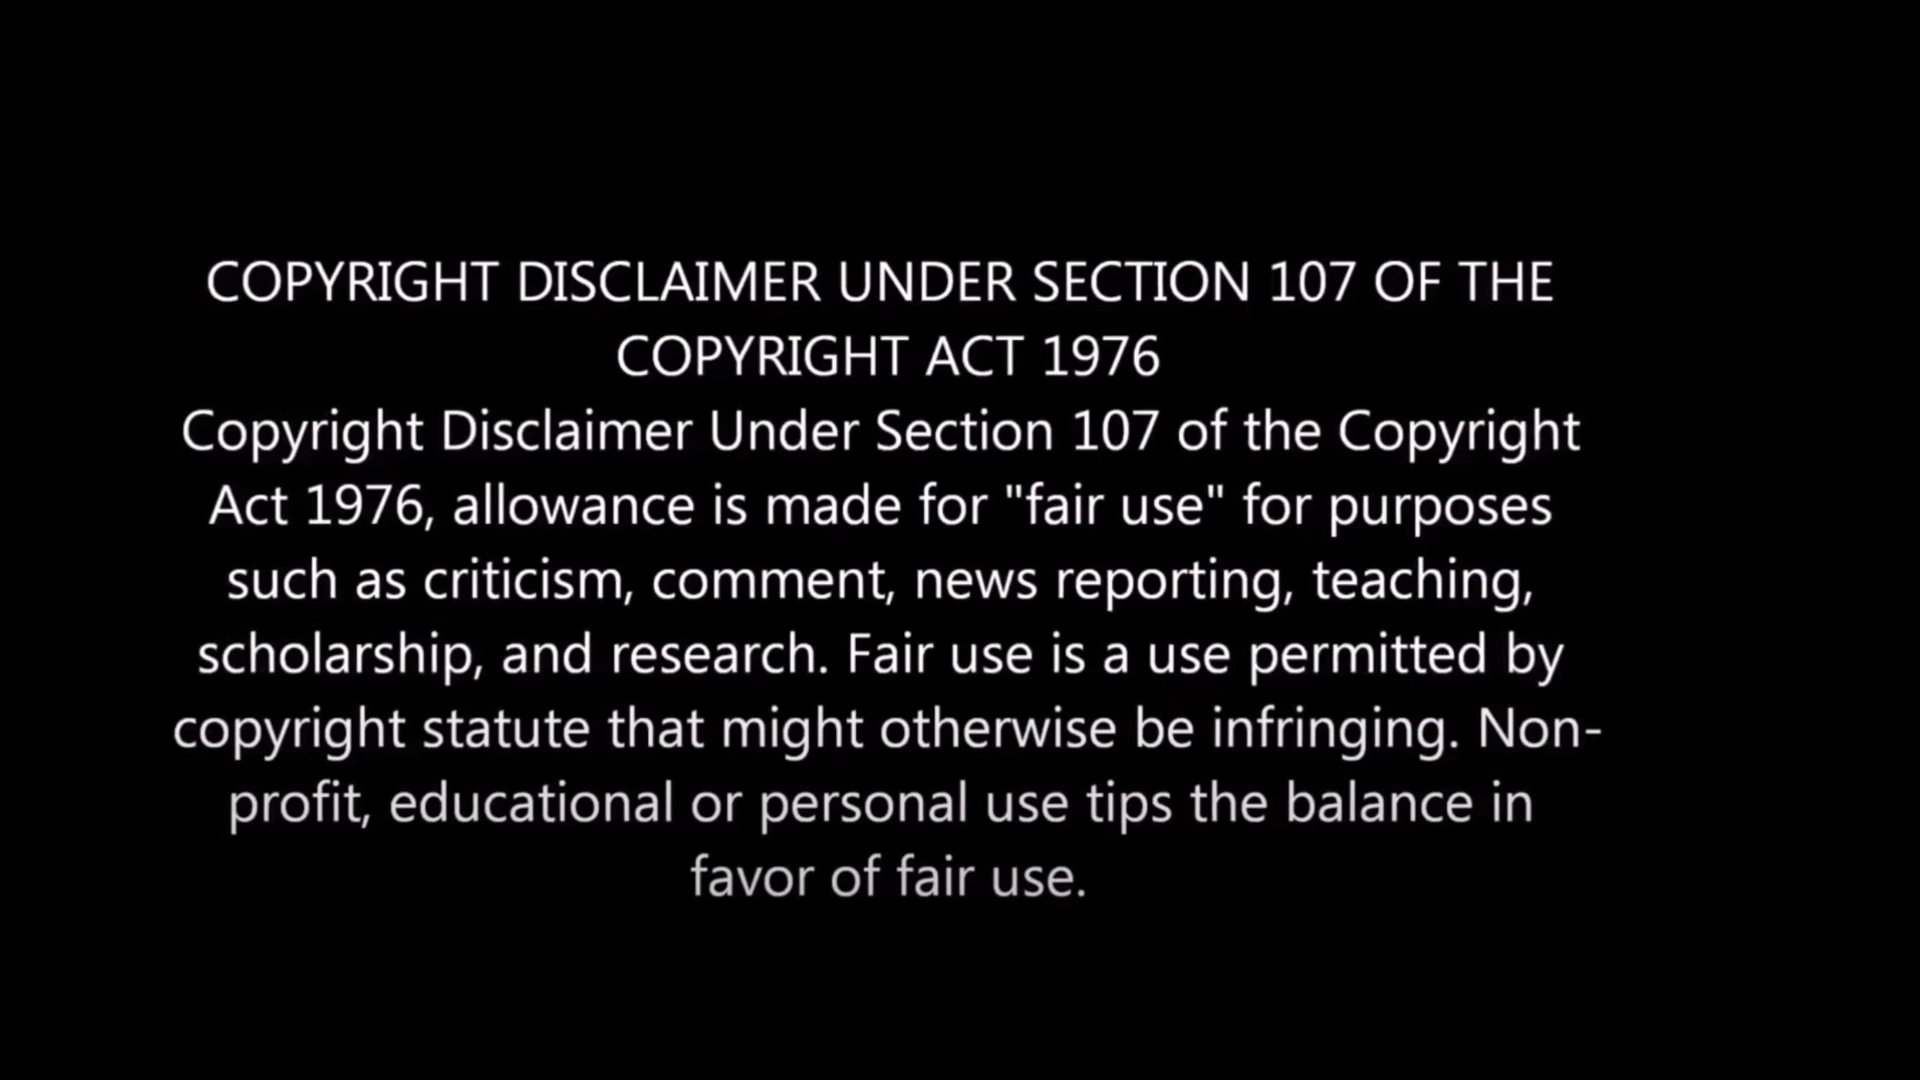 COPYRIGHT DISCLAIMER UNDER SECTION 107 OF THE
COPYRIGHT ACT 1976
Copyright Disclaimer Under Section 107 of the Copyright
Act 1976, allowance is made for "fair use" for purposes
such as criticism, comment, news reporting, teaching,
scholarship, and research. Fair use is a use permitted by
copyright statute that might otherwise be infringing. Non-
profit, educational or personal use tips the balance in
favor of fair use.